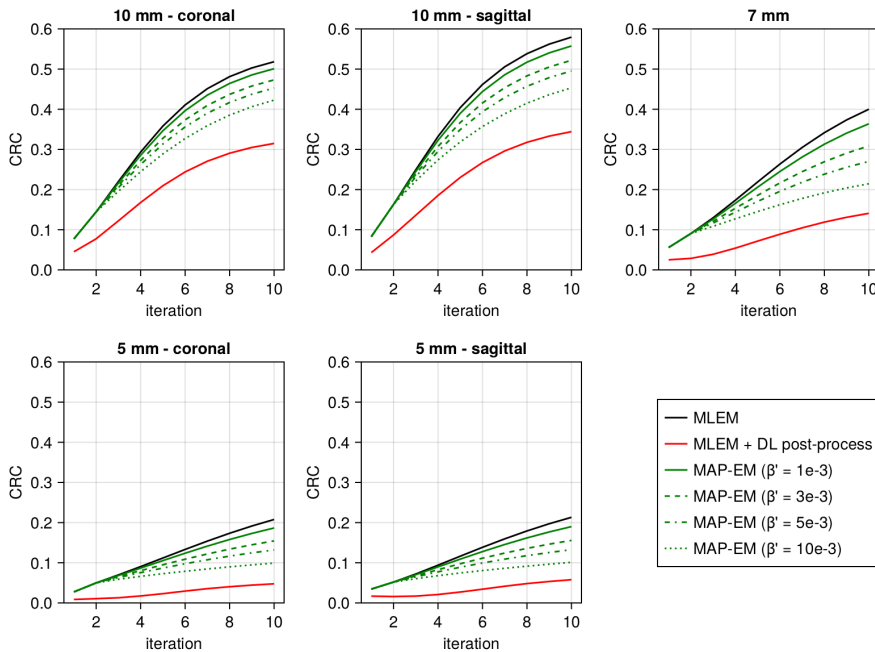 10 mm - coronal
CRC
0.6
0.5
0.4
0.3
0.2
0.1
0.0
2 4 6 8 10
iteration
10 mm - sagittal
CRC
0.6
0.5
0.4
0.3
0.2
0.1
0.0
2 4 6 8 10
iteration
7 mm
CRC
0.6
0.5
0.4
0.3
0.2
0.1
0.0
2 4 6 8 10
iteration
5 mm - coronal
CRC
0.6
0.5
0.4
0.3
0.2
0.1
0.0
2 4 6 8 10
iteration
5 mm - sagittal
CRC
0.6
0.5
0.4
0.3
0.2
0.1
0.0
2 4 6 8 10
iteration
MLEM
MLEM + DL post-process
MAP-EM (β' = 1e-3)
MAP-EM (β' = 3e-3)
MAP-EM (β' = 5e-3)
MAP-EM (β' = 10e-3)